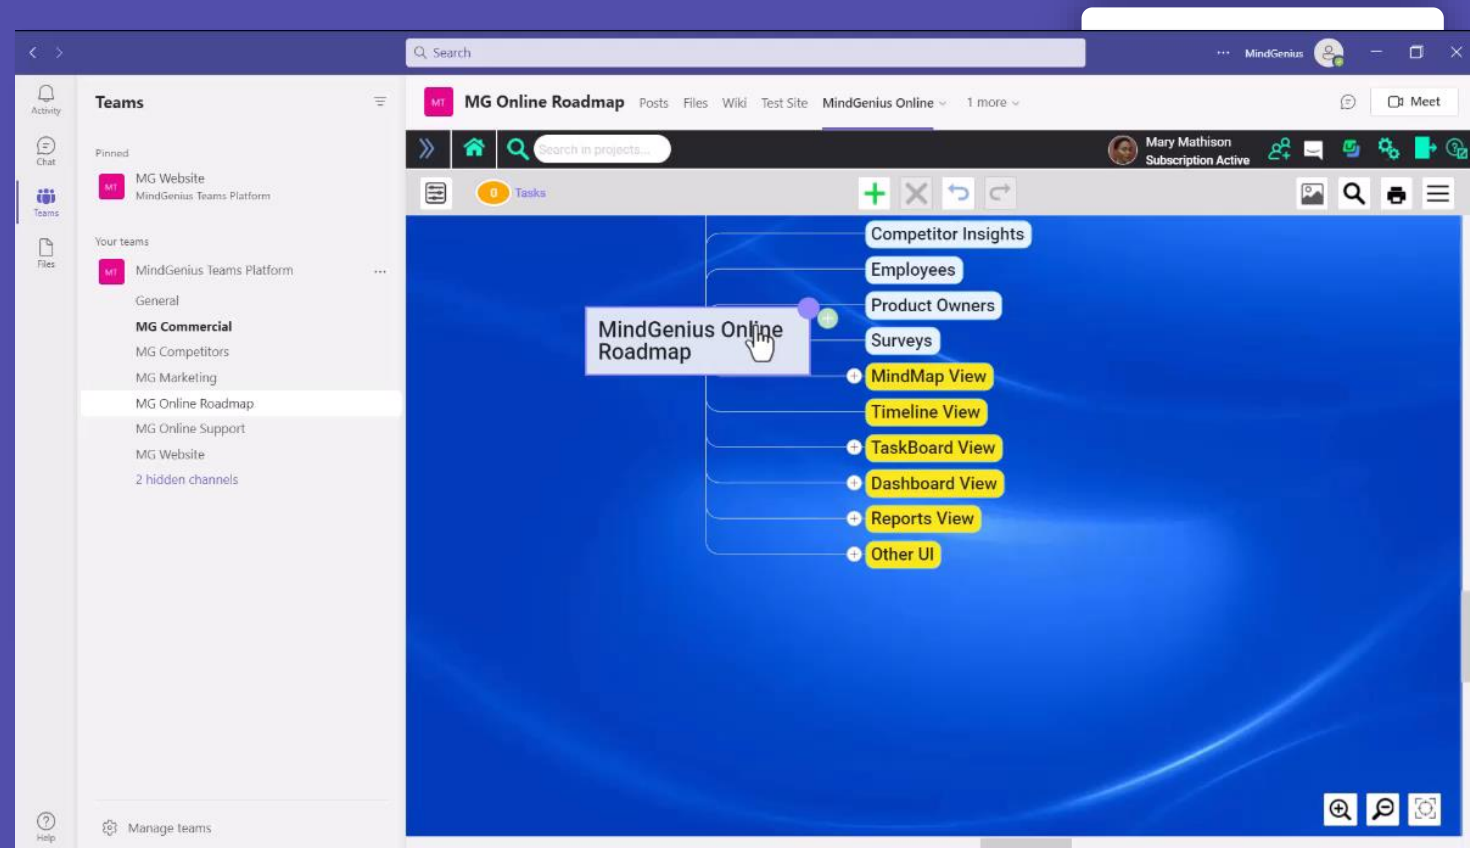 Search
MindGenius
Activity
Chat
Teams
Files
Help
Teams
Pinned
MT
MG Website
MindGenius Teams Platform
Your teams
MT
MindGenius Teams Platform
General
MG Commercial
MG Competitors
MG Marketing
MG Online Roadmap
MG Online Support
MG Website
2 hidden channels
Manage teams
MT
MG Online Roadmap
Posts
Files
Wiki
Test Site
MindGenius Online
1 more
Meet
Search in projects...
Mary Mathison
Subscription Active
0
Tasks
MindGenius Online
Roadmap
Competitor Insights
Employees
Product Owners
Surveys
MindMap View
Timeline View
TaskBoard View
Dashboard View
Reports View
Other UI